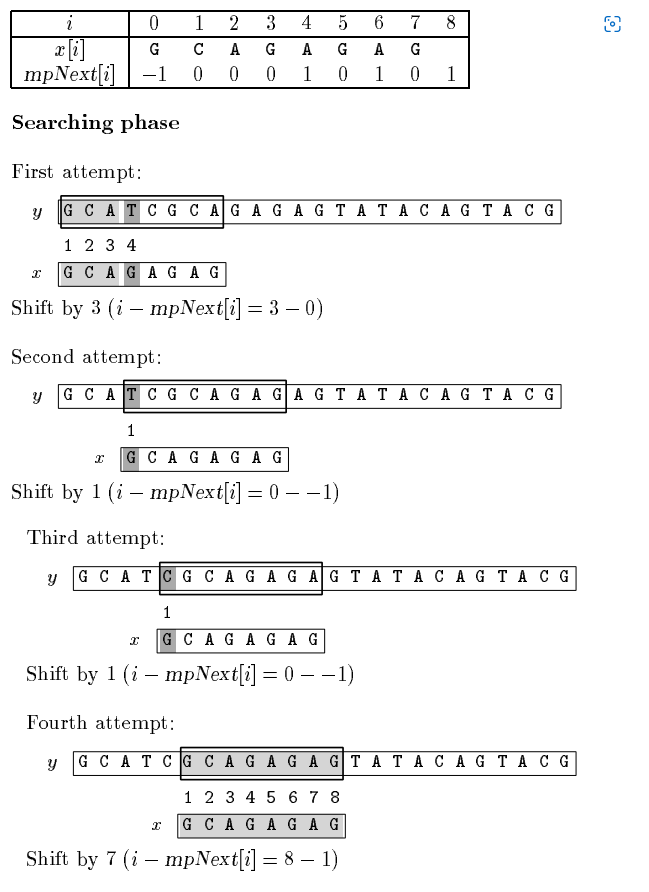 i 0 1 2 3 4 5 6 7 8
x[i] G C A G A G A G
mpNext[i] −1 0 0 0 1 0 1 0 1
Searching phase
First attempt:
y G C A T C G C A G A G A G T A T A C A G T A C G
1 2 3 4
x G C A G A G A G
Shift by 3 (i − mpNext[i] = 3 − 0)
Second attempt:
y G C A T C G C A G A G A G T A T A C A G T A C G
1
x G C A G A G A G
Shift by 1 (i − mpNext[i] = 0 − −1)
Third attempt:
y G C A T C G C A G A G A G T A T A C A G T A C G
1
x G C A G A G A G
Shift by 1 (i − mpNext[i] = 0 − −1)
Fourth attempt:
y G C A T C G C A G A G A G T A T A C A G T A C G
1 2 3 4 5 6 7 8
x G C A G A G A G
Shift by 7 (i − mpNext[i] = 8 − 1)